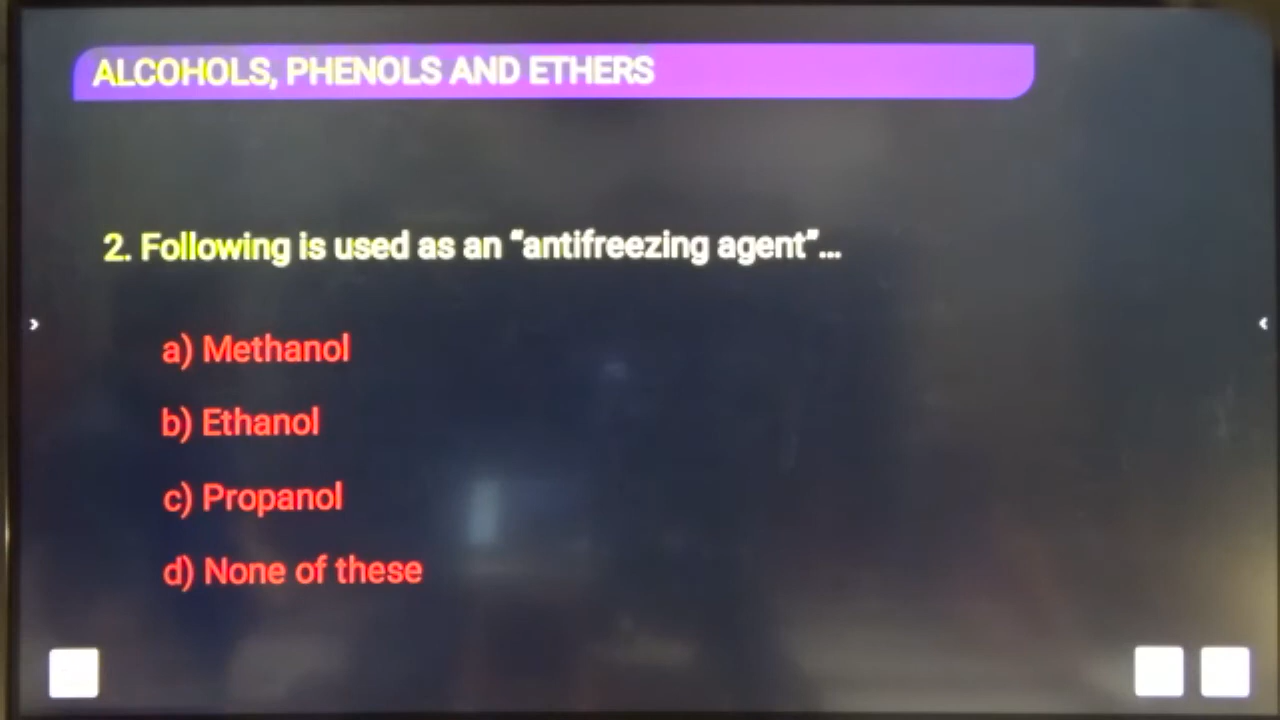 ALCOHOLS, PHENOLS AND ETHERS
2. Following is used as an “antifreezing agent”...
a) Methanol
b) Ethanol
c) Propanol
d) None of these